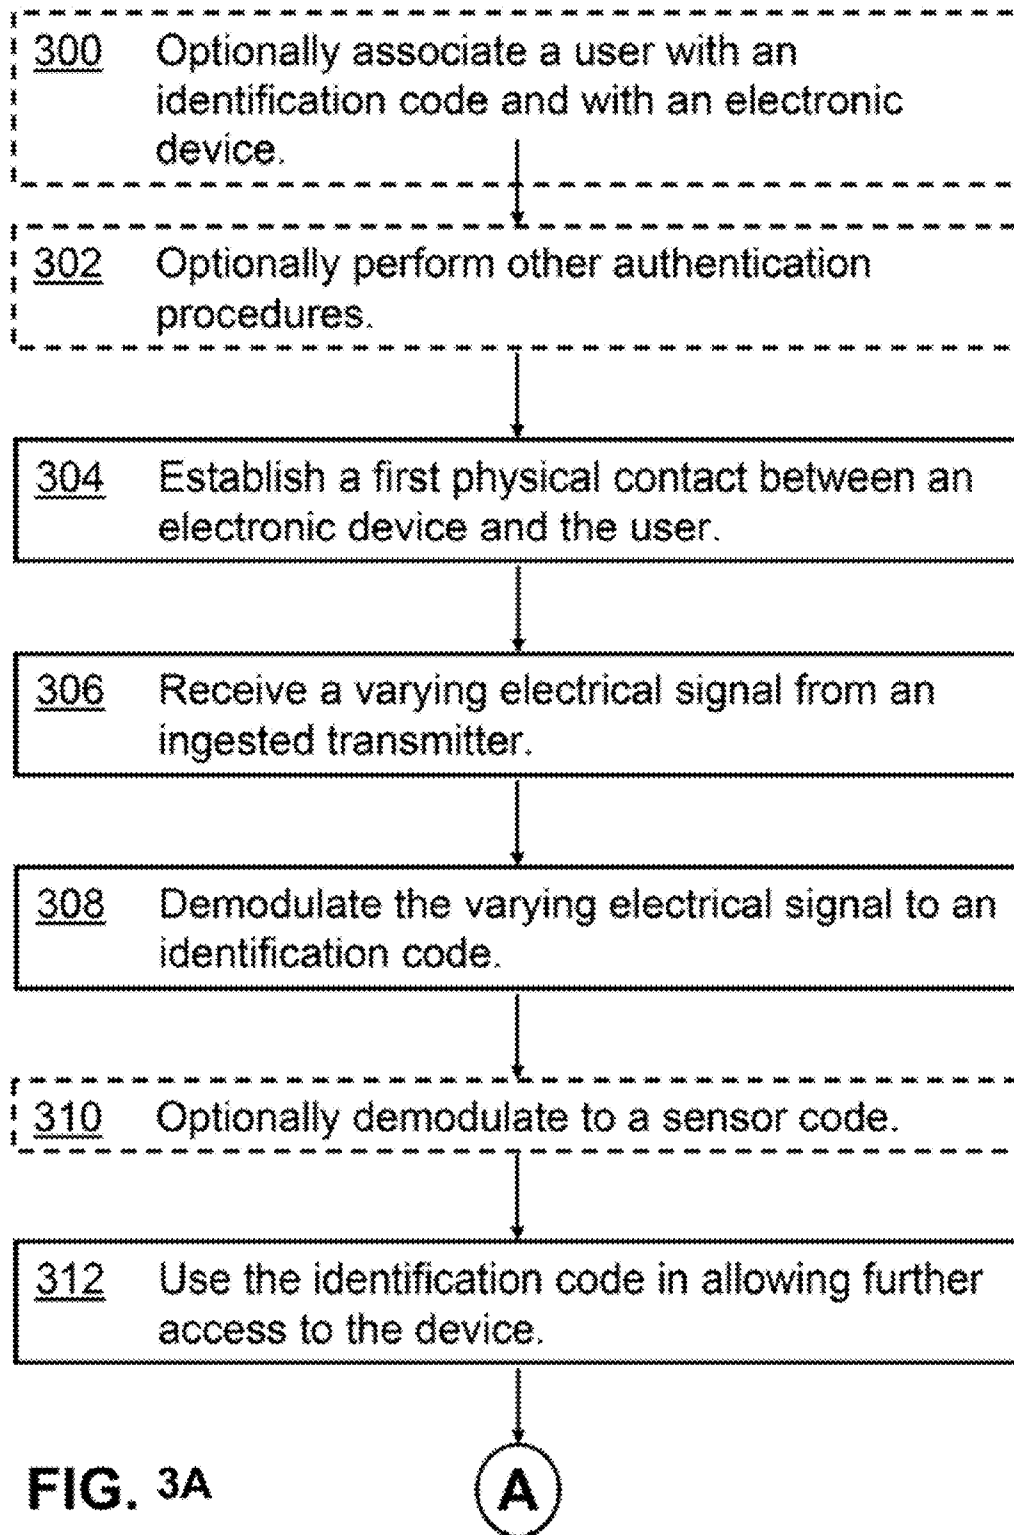 300 Optionally associate a user with an
identification code and with an electronic
device.
302 Optionally perform other authentication
procedures.
304 Establish a first physical contact between an
electronic device and the user.
306 Receive a varying electrical signal from an
ingested transmitter.
308 Demodulate the varying electrical signal to an
identification code.
310 Optionally demodulate to a sensor code.
312 Use the identification code in allowing further
access to the device.
A
FIG. 3A